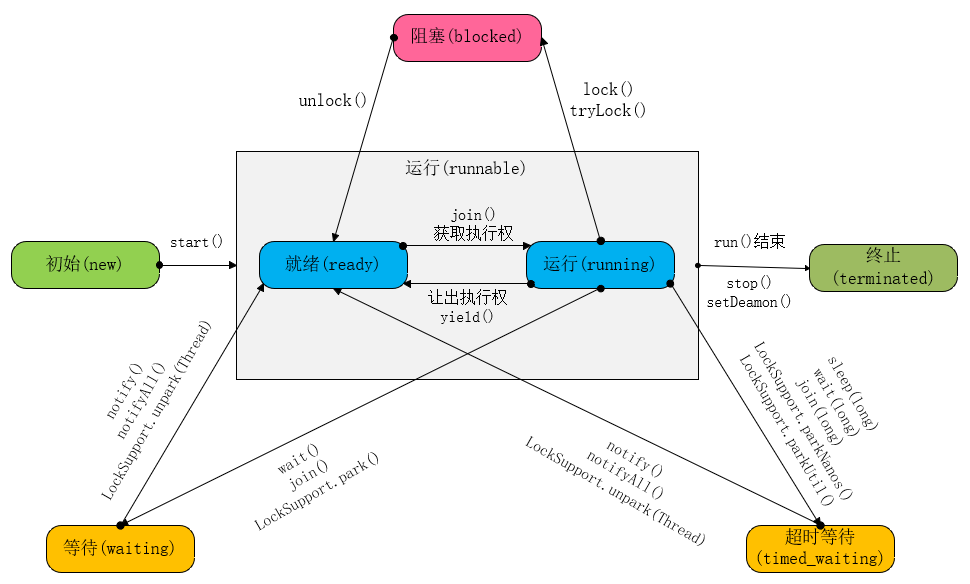 阻塞(blocked)
unlock()
lock()
tryLock()
运行(runnable)
join()
获取执行权
start()
初始(new)
就绪(ready)
运行(running)
让出执行权
yield()
run()结束
stop()
setDeamon()
终止
(terminated)
notify()
notifyAll()
LockSupport.unpark(Thread)
wait()
join()
LockSupport.park()
notify()
notifyAll()
LockSupport.unpark(Thread)
sleep(long)
wait(long)
join(long)
LockSupport.parkNanos()
LockSupport.parkUtil()
等待(waiting)
超时等待
(timed_waiting)